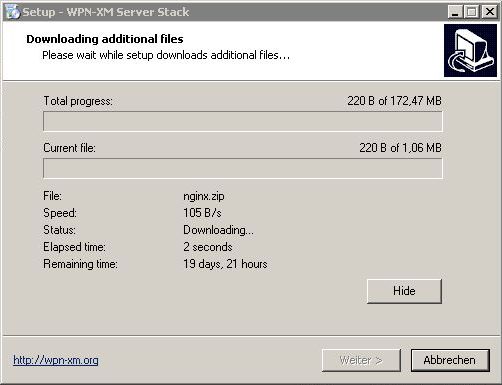 Setup - WPN-XM Server Stack
Downloading additional files
Please wait while setup downloads additional files...
Total progress: 220 B of 172,47 MB
Current file: 220 B of 1,06 MB
File: nginx.zip
Speed: 105 B/s
Status: Downloading...
Elapsed time: 2 seconds
Remaining time: 19 days, 21 hours
Hide
http://wpn-xm.org Weiter > Abbrechen